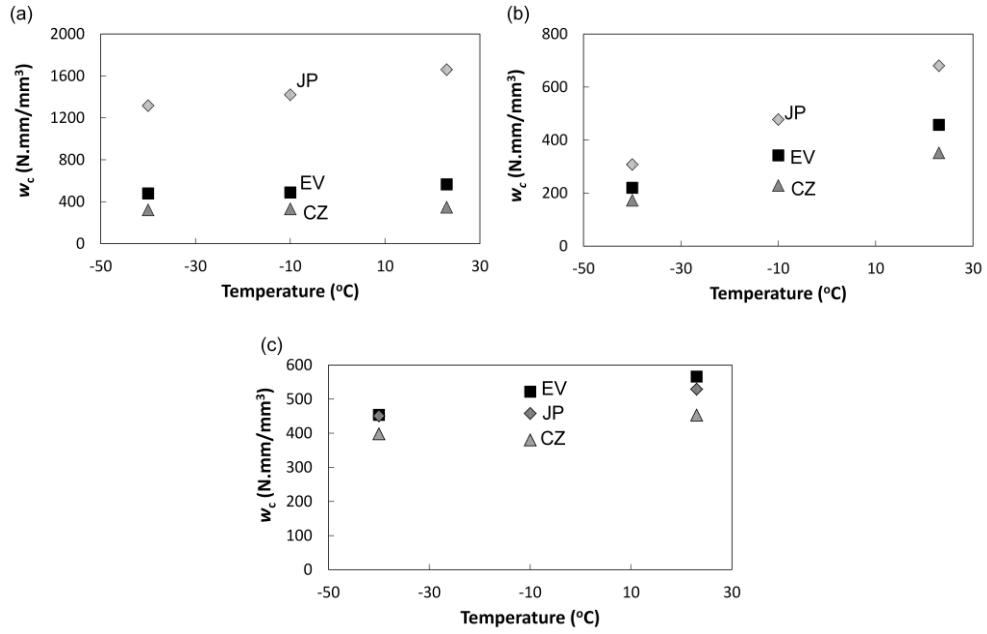 (a)
2000
1600
1200
800
400
0
w_c (N.mm/mm³)
JP
EV
CZ
-50 -30 -10 10 30
Temperature (°C)
(b)
800
600
400
200
0
w_c (N.mm/mm³)
JP
EV
CZ
-50 -30 -10 10 30
Temperature (°C)
(c)
600
500
400
300
200
100
0
w_c (N.mm/mm³)
EV
JP
CZ
-50 -30 -10 10 30
Temperature (°C)